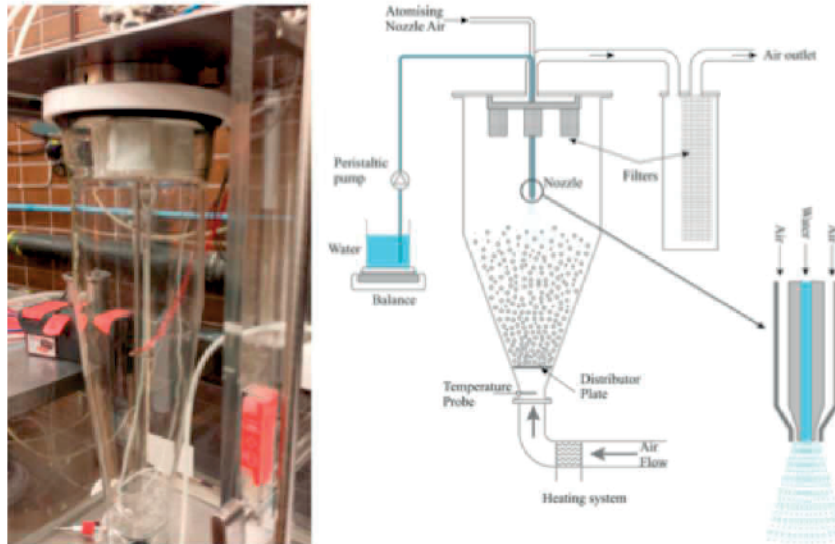 Atomising
Nozzle Air
Air outlet
Peristaltic
pump
Nozzle
Filters
Water
Balance
Air
Water
Air
Temperature
Probe
Distributor
Plate
Air
Flow
Heating system